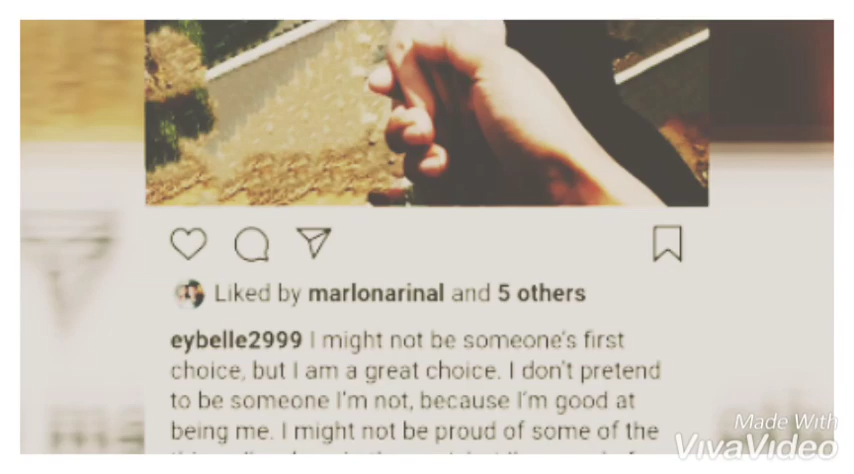 Liked by marlonarinal and 5 others
eybelle2999 I might not be someone's first
choice, but I am a great choice. I don't pretend
to be someone I'm not, because I'm good at
being me. I might not be proud of some of the
Made With
VivaVideo